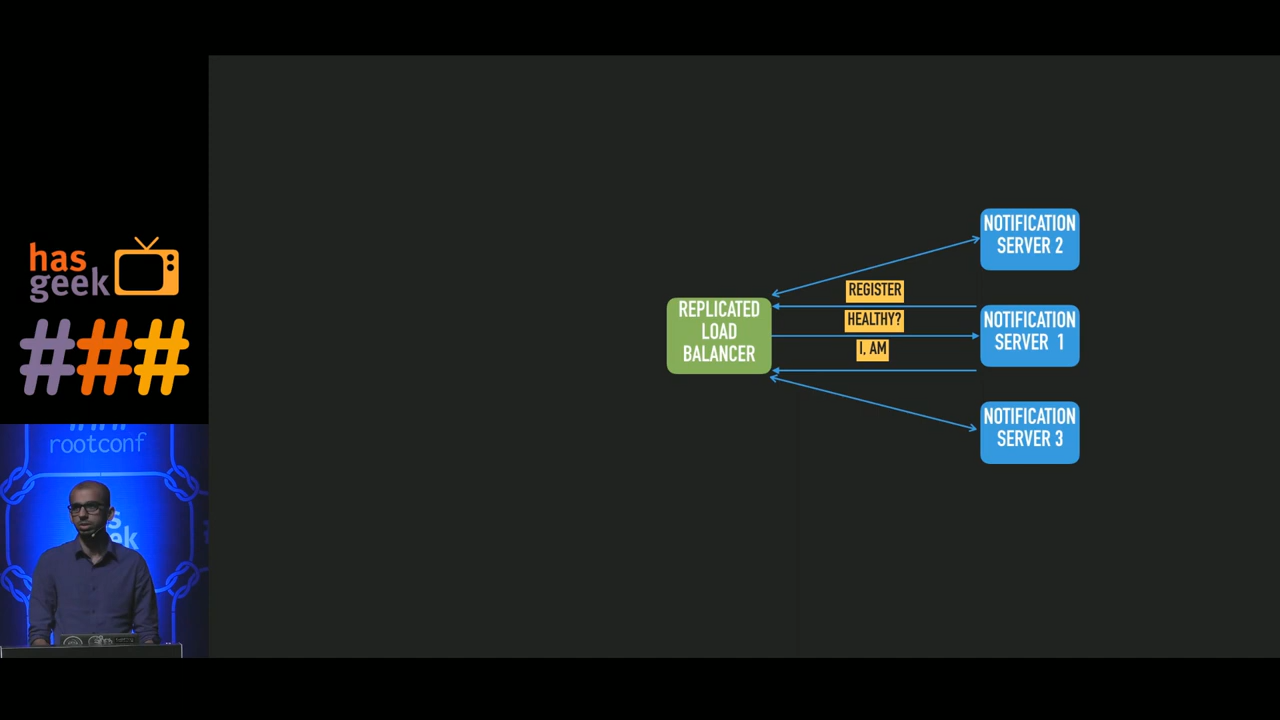 has
geek
###
rootconf
REPLICATED
LOAD
BALANCER
REGISTER
HEALTHY?
I, AM
NOTIFICATION
SERVER 2
NOTIFICATION
SERVER 1
NOTIFICATION
SERVER 3